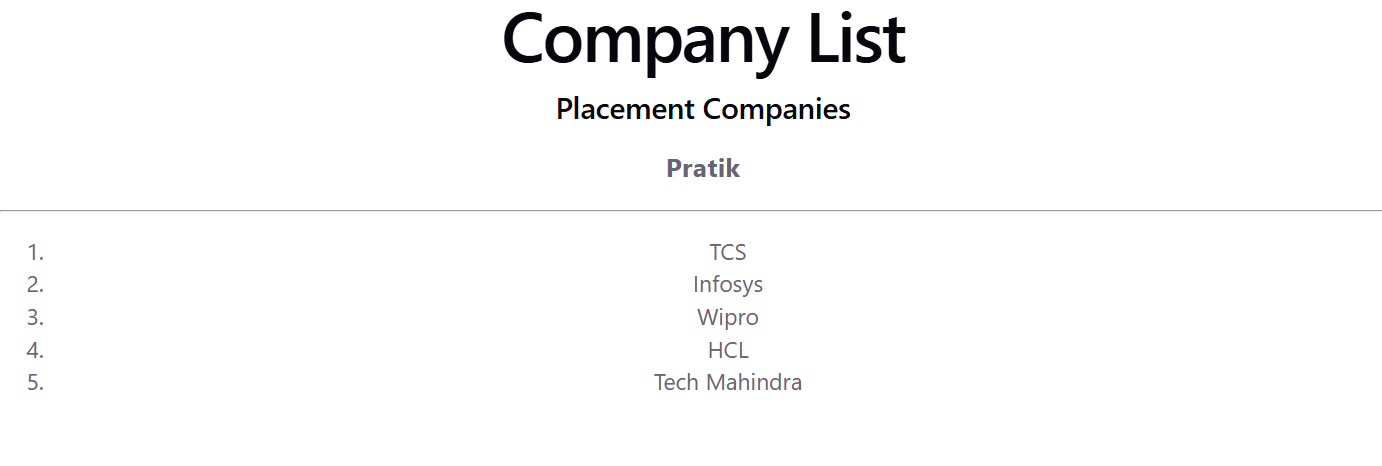 Company List
Placement Companies
Pratik
1. TCS
2. Infosys
3. Wipro
4. HCL
5. Tech Mahindra